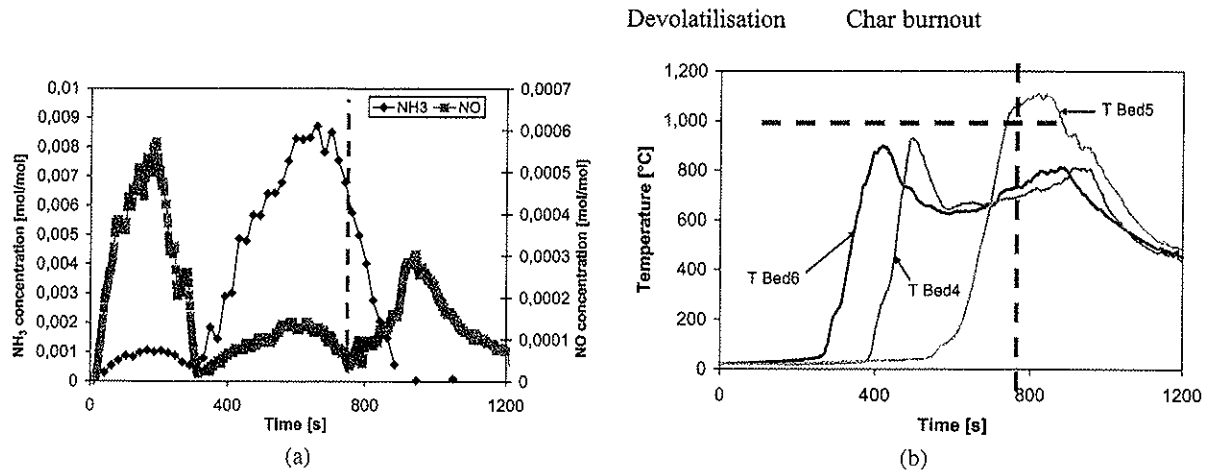 Devolatilisation Char burnout
0,01
0,009
0,008
0,007
0,006
0,005
0,004
0,003
0,002
0,001
0
NH₃ concentration [mol/mol]
NH3 NO
0,0007
0,0006
0,0005
0,0004
0,0003
0,0002
0,0001
0
NO concentration [mol/mol]
0 400 800 1200
Time [s]
(a)
1,200
1,000
800
600
400
200
0
Temperature [°C]
T Bed5
T Bed6
T Bed4
0 400 800 1200
Time [s]
(b)